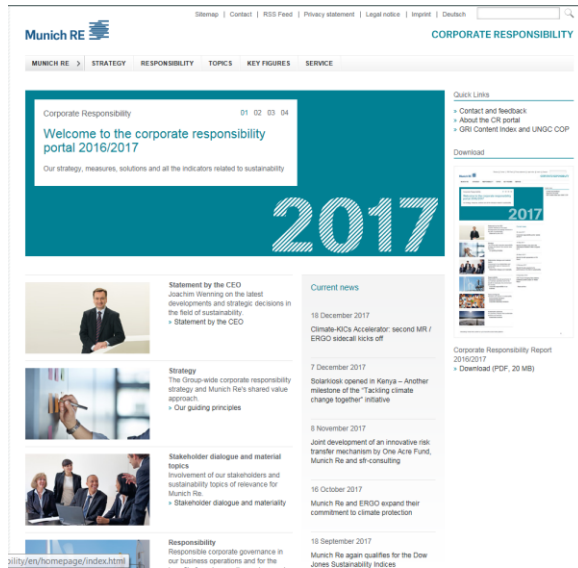 Sitemap | Contact | RSS Feed | Privacy statement | Legal notice | Imprint | Deutsch
Munich RE
CORPORATE RESPONSIBILITY
MUNICH RE > STRATEGY RESPONSIBILITY TOPICS KEY FIGURES SERVICE
Corporate Responsibility 01 02 03 04
Welcome to the corporate responsibility
portal 2016/2017
Our strategy, measures, solutions and all the indicators related to sustainability
2017
Statement by the CEO
Joachim Wenning on the latest
developments and strategic decisions in
the field of sustainability.
» Statement by the CEO
Strategy
The Group-wide corporate responsibility
strategy and Munich Re's shared value
approach.
» Our guiding principles
Stakeholder dialogue and material
topics
Involvement of our stakeholders and
sustainability topics of relevance for
Munich Re.
» Stakeholder dialogue and materiality
Responsibility
Responsible corporate governance in
our business operations and for the
bility/en/homepage/index.html
Current news
18 December 2017
Climate-KICs Accelerator: second MR /
ERGO sidecall kicks off
7 December 2017
Solarkiosk opened in Kenya – Another
milestone of the "Tackling climate
change together" initiative
8 November 2017
Joint development of an innovative risk
transfer mechanism by One Acre Fund,
Munich Re and sfr-consulting
16 October 2017
Munich Re and ERGO expand their
commitment to climate protection
18 September 2017
Munich Re again qualifies for the Dow
Jones Sustainability Indices
Quick Links
» Contact and feedback
» About the CR portal
» GRI Content Index and UNGC COP
Download
2017
Corporate Responsibility Report
2016/2017
» Download (PDF, 20 MB)